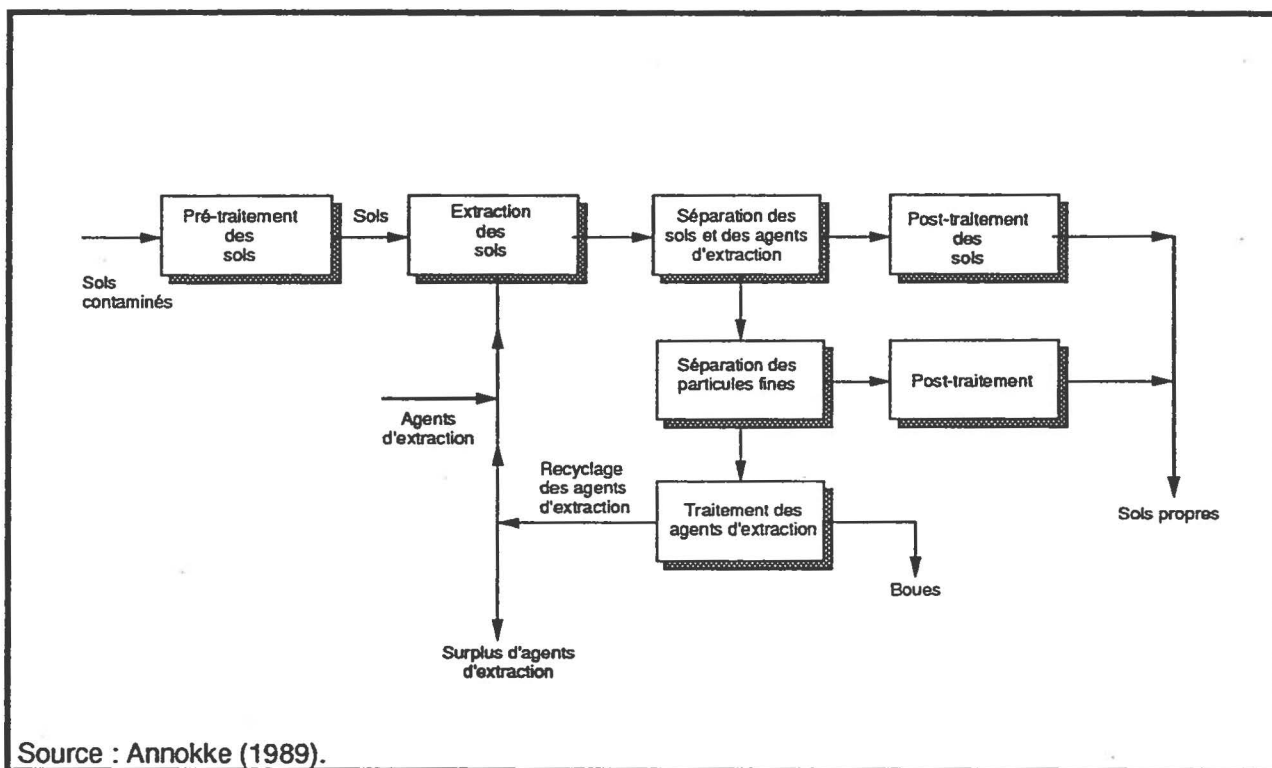 Pré-traitement
des
sols
Sols
Extraction
des
sols
Séparation des
sols et des agents
d'extraction
Post-traitement
des
sols
Sols
contaminés
Séparation des
particules fines
Post-traitement
Agents
d'extraction
Recyclage
des agents
d'extraction
Traitement des
agents d'extraction
Sols propres
Boues
Surplus d'agents
d'extraction
Source : Annokke (1989).